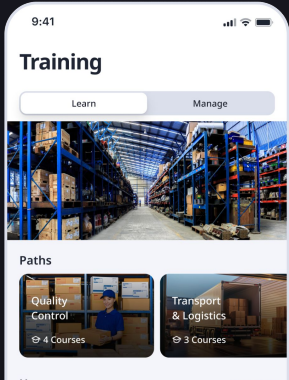 9:41
Training
Learn
Manage
Paths
Quality
Control
4 Courses
Transport
& Logistics
3 Courses